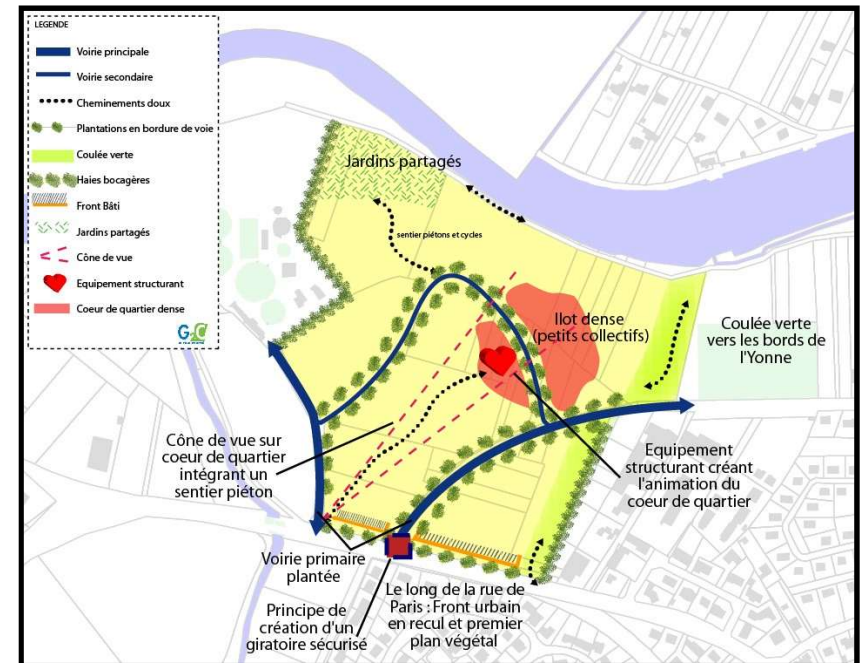 LEGENDE
Voirie principale
Voirie secondaire
Cheminements doux
Plantations en bordure de voie
Coulée verte
Haies bocagères
Front Bâti
Jardins partagés
Cône de vue
Equipement structurant
Coeur de quartier dense
G2C
Jardins partagés
sentier piétons et cycles
Ilot dense
(petits collectifs)
Coulée verte
vers les bords de
l'Yonne
Cône de vue sur
coeur de quartier
intégrant un
sentier piéton
Equipement
structurant créant
l'animation du
coeur de quartier
Voirie primaire
plantée
Principe de
création d'un
giratoire sécurisé
Le long de la rue de
Paris : Front urbain
en recul et premier
plan végétal